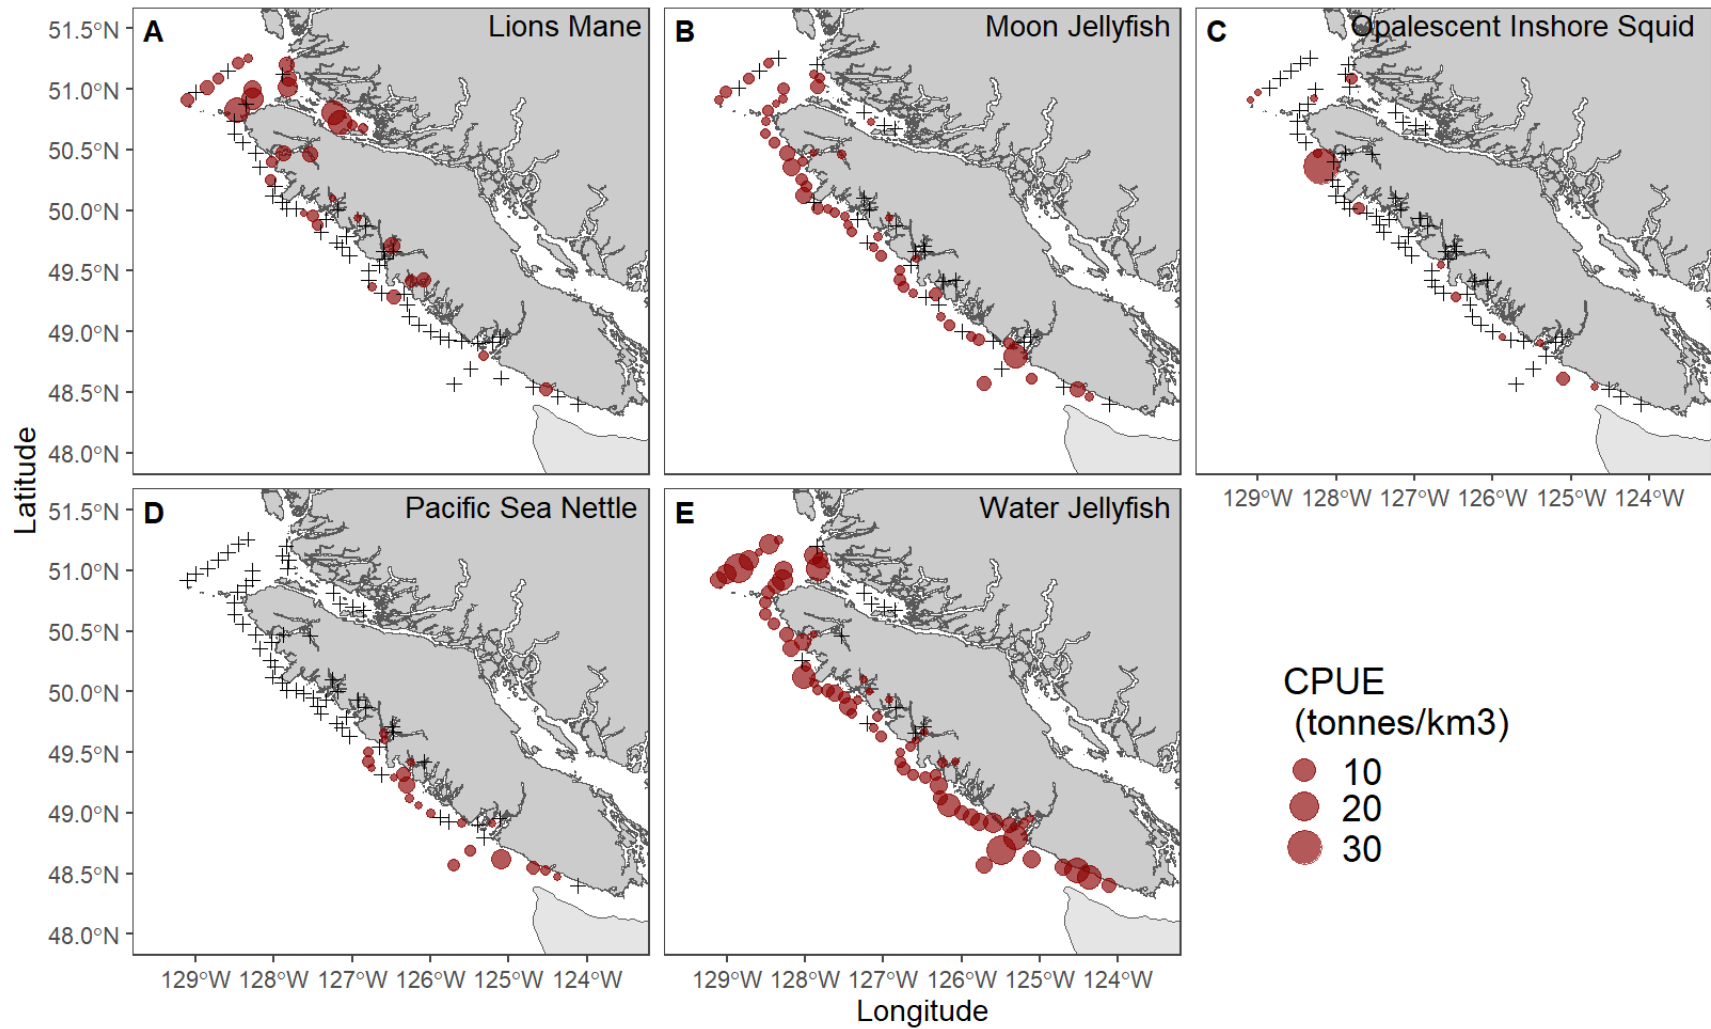 A Lions Mane
B Moon Jellyfish
C Opalescent Inshore Squid
51.5°N
51.0°N
50.5°N
50.0°N
49.5°N
49.0°N
48.5°N
48.0°N
129°W 128°W 127°W 126°W 125°W 124°W
D Pacific Sea Nettle
E Water Jellyfish
51.5°N
51.0°N
50.5°N
50.0°N
49.5°N
49.0°N
48.5°N
48.0°N
129°W 128°W 127°W 126°W 125°W 124°W
129°W 128°W 127°W 126°W 125°W 124°W
Latitude
Longitude
CPUE
(tonnes/km3)
10
20
30